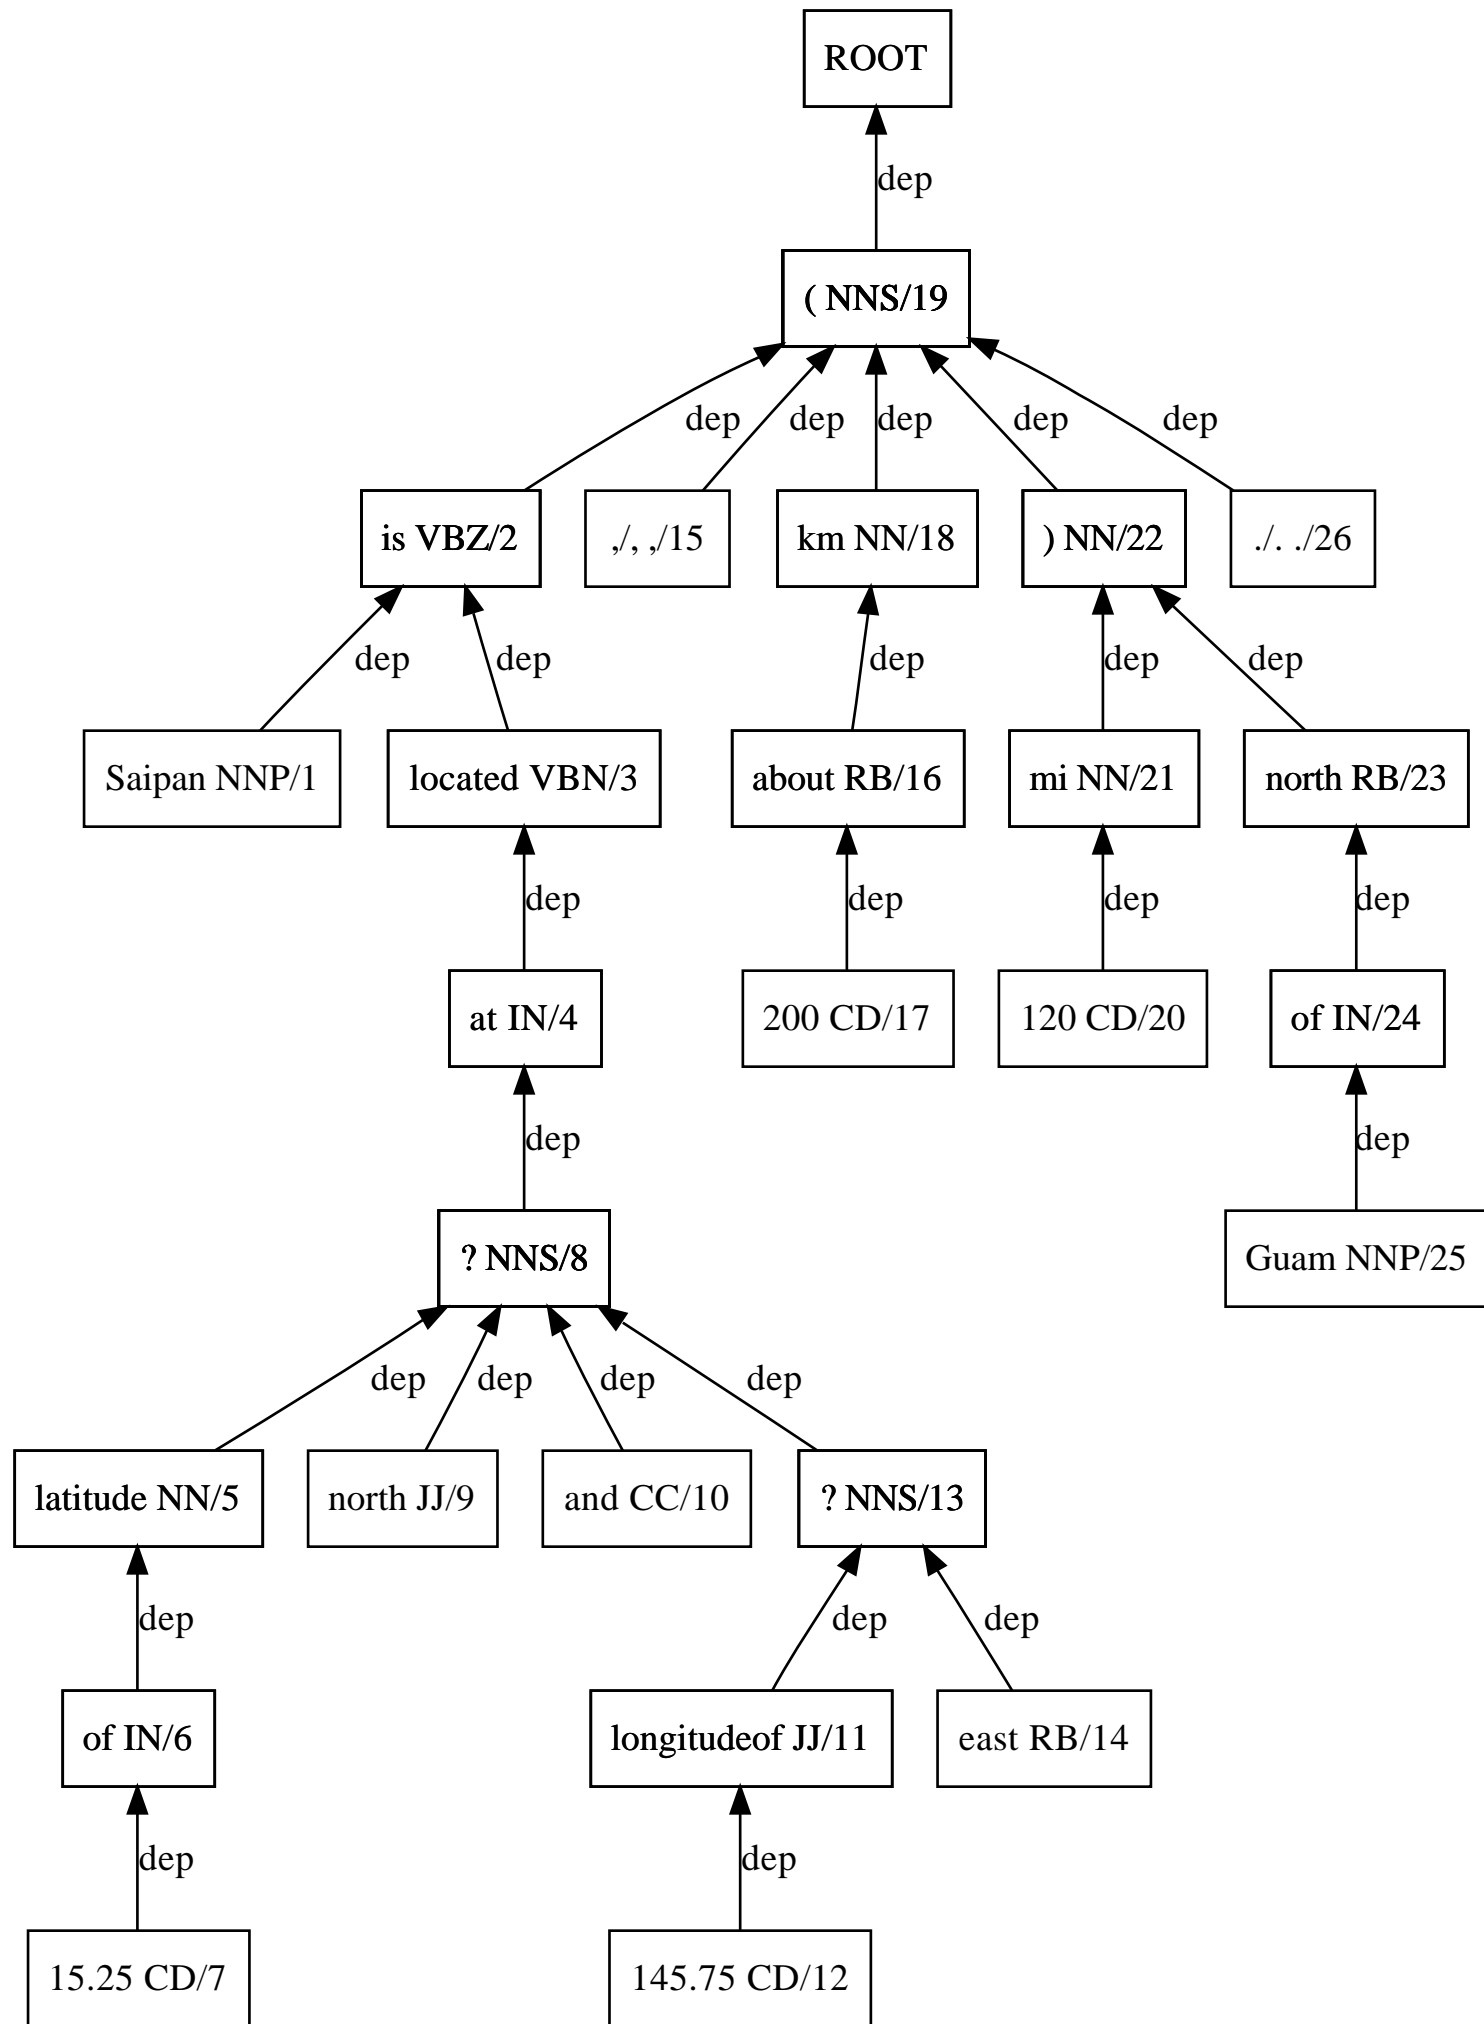 ROOT
dep
( NNS/19
dep dep dep dep dep
is VBZ/2 ,/, ,/15 km NN/18 ) NN/22 ./. ./26
dep dep dep dep dep
Saipan NNP/1 located VBN/3 about RB/16 mi NN/21 north RB/23
dep dep dep dep
at IN/4 200 CD/17 120 CD/20 of IN/24
dep dep
? NNS/8 Guam NNP/25
dep dep dep dep
latitude NN/5 north JJ/9 and CC/10 ? NNS/13
dep dep dep
of IN/6 longitudeof JJ/11 east RB/14
dep dep
15.25 CD/7 145.75 CD/12